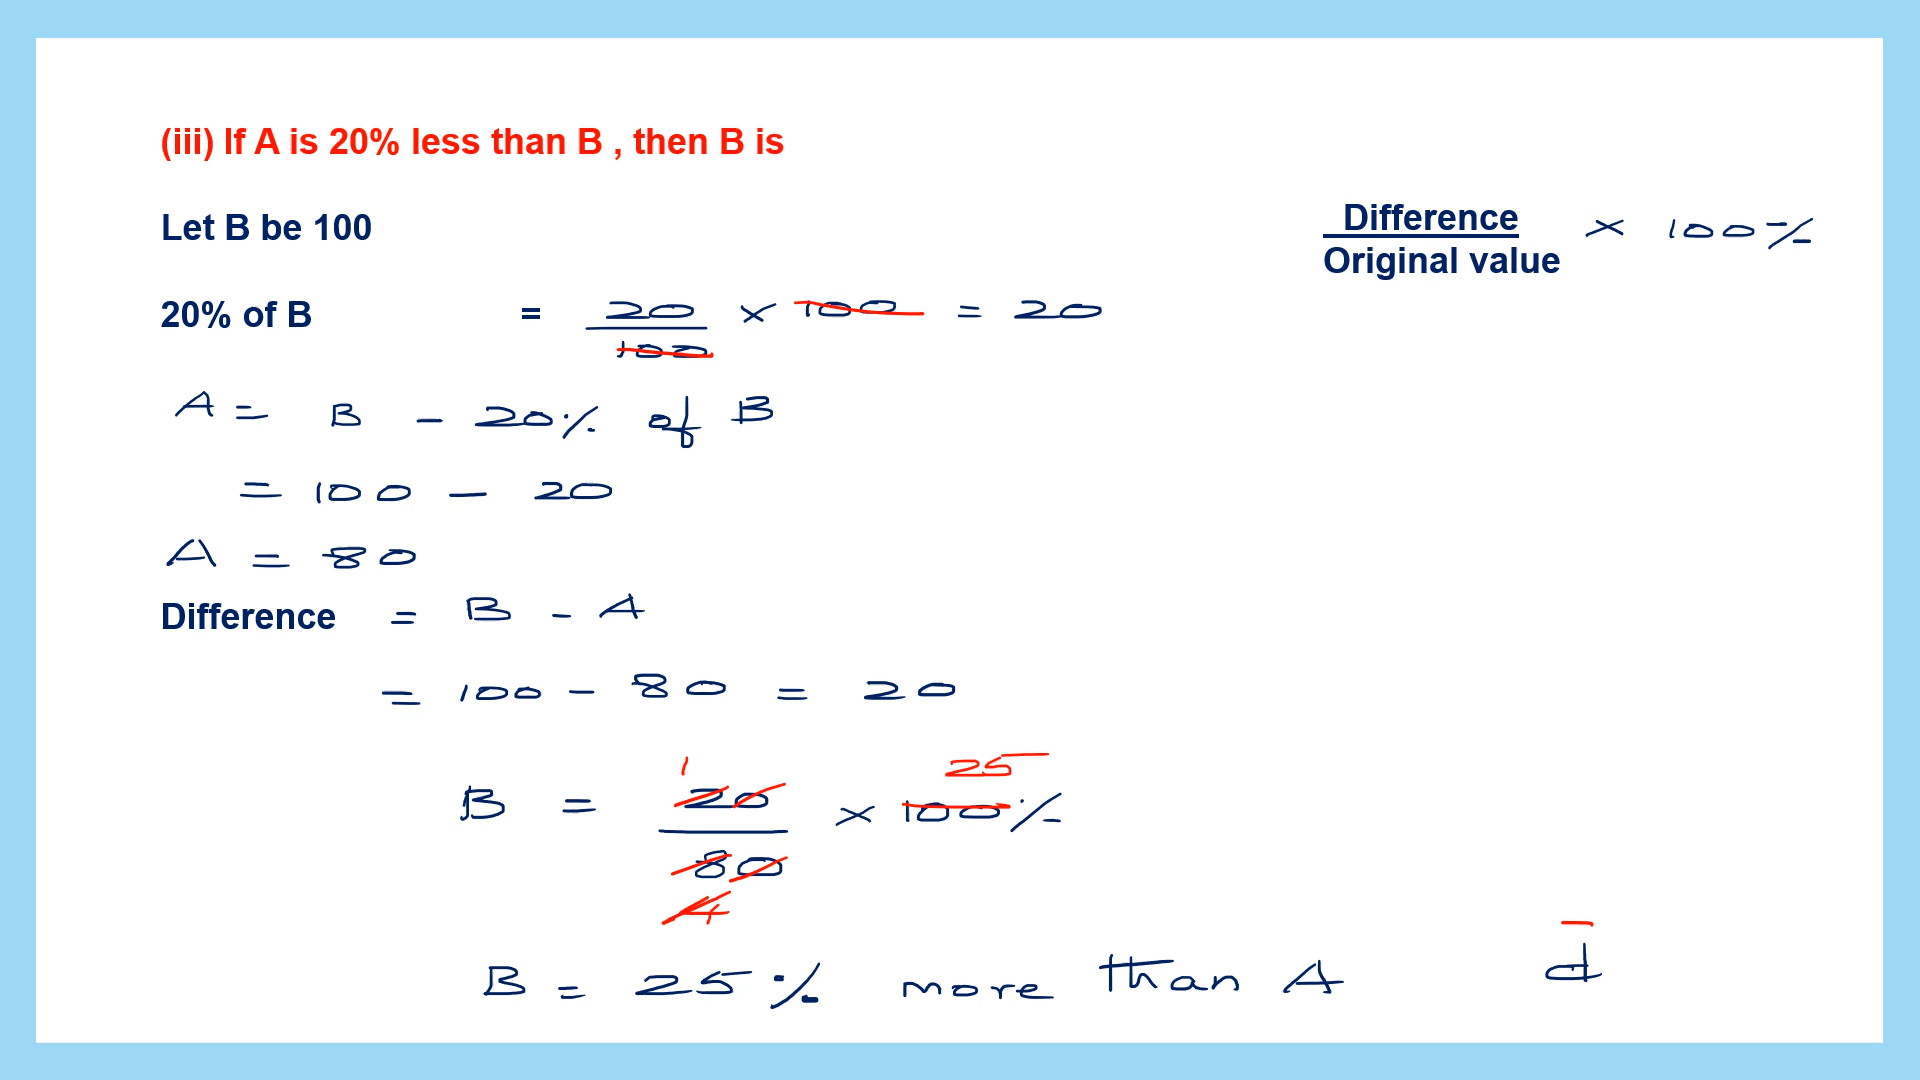 (iii) If A is 20% less than B , then B is
Let B be 100
Difference / Original value × 100%
20% of B = 20/100 × 100 = 20
A = B - 20% of B
= 100 - 20
A = 80
Difference = B - A
= 100 - 80 = 20
1 25
B = 20/80 × 100%
4
B = 25% more than A d